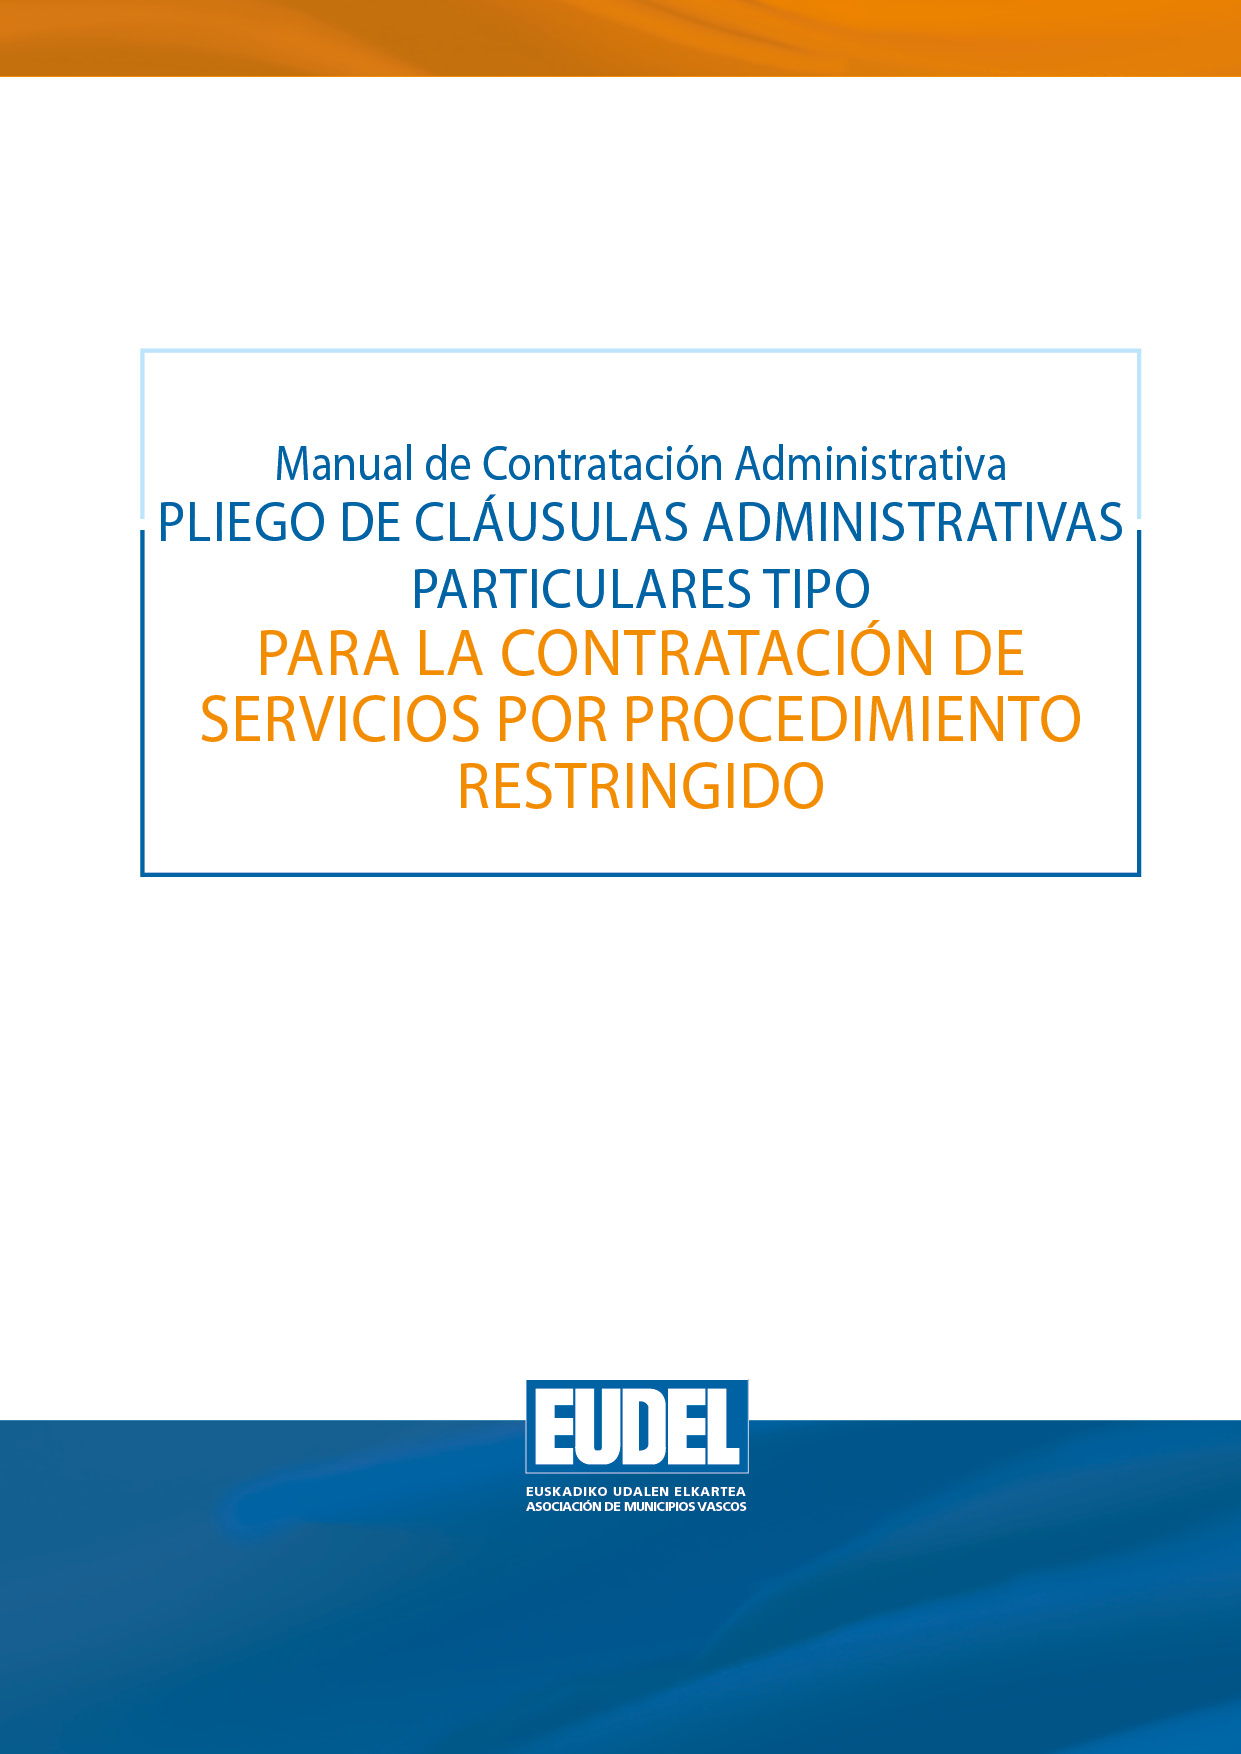 Manual de Contratación Administrativa
PLIEGO DE CLÁUSULAS ADMINISTRATIVAS
PARTICULARES TIPO
PARA LA CONTRATACIÓN DE
SERVICIOS POR PROCEDIMIENTO
RESTRINGIDO
EUDEL
EUSKADIKO UDALEN ELKARTEA
ASOCIACIÓN DE MUNICIPIOS VASCOS